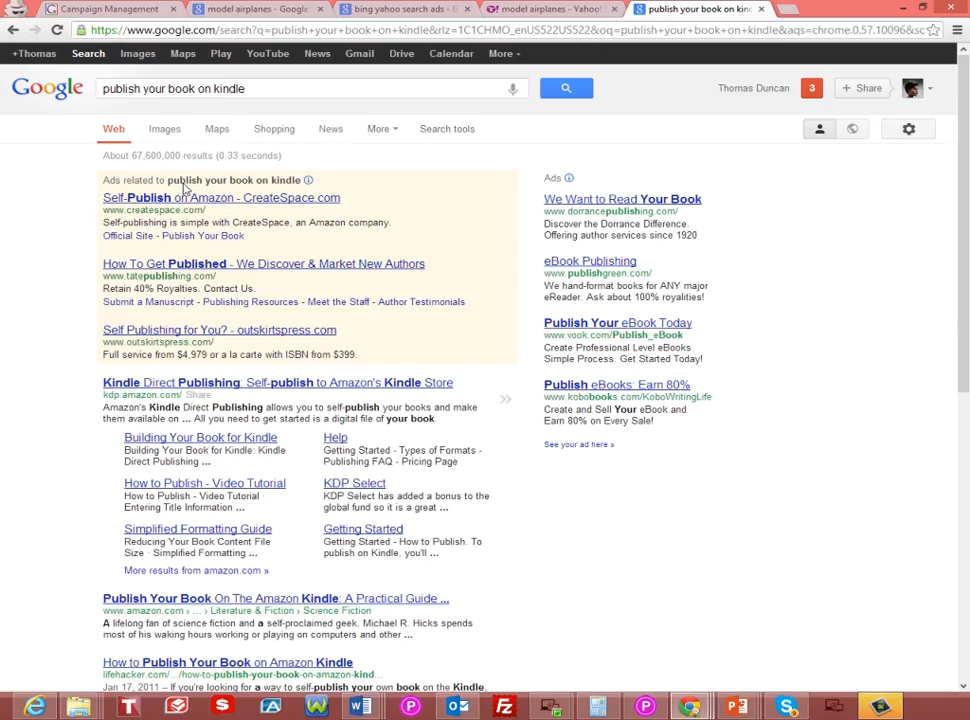 Campaign Management
model airplanes - Google
bing yahoo search ads - G
model airplanes - Yahoo!
publish your book on kin
https://www.google.com/search?q=publish+your+book+on+kindle&rlz=1C1CHMO_enUS522US522&oq=publish+your+book+on+kindle&aqs=chrome.0.57.10096&sc
+Thomas Search Images Maps Play YouTube News Gmail Drive Calendar More
Google
publish your book on kindle
Thomas Duncan 3 + Share
Web Images Maps Shopping News More Search tools
About 67,600,000 results (0.33 seconds)
Ads related to publish your book on kindle
Self-Publish on Amazon - CreateSpace.com
www.createspace.com/
Self-publishing is simple with CreateSpace, an Amazon company.
Official Site - Publish Your Book
How To Get Published - We Discover & Market New Authors
www.tatepublishing.com/
Retain 40% Royalties. Contact Us.
Submit a Manuscript - Publishing Resources - Meet the Staff - Author Testimonials
Self Publishing for You? - outskirtspress.com
www.outskirtspress.com/
Full service from $4,979 or a la carte with ISBN from $399.
Kindle Direct Publishing: Self-publish to Amazon's Kindle Store
kdp.amazon.com/ Share
Amazon's Kindle Direct Publishing allows you to self-publish your books and make
them available on ... All you need to get started is a digital file of your book.
Building Your Book for Kindle
Building Your Book for Kindle: Kindle
Direct Publishing ...
Help
Getting Started - Types of Formats -
Publishing FAQ - Pricing Page
How to Publish - Video Tutorial
How to Publish - Video Tutorial ·
Entering Title Information ...
KDP Select
KDP Select has added a bonus to the
global fund so it is a great ...
Simplified Formatting Guide
Reducing Your Book Content File
Size · Simplified Formatting ...
Getting Started
Getting Started - How to Publish. To
publish on Kindle, you'll ...
More results from amazon.com »
Publish Your Book On The Amazon Kindle: A Practical Guide ...
www.amazon.com › ... › Literature & Fiction › Science Fiction
A lifelong fan of science fiction and a self-proclaimed geek, Michael R. Hicks spends
most of his waking hours working or playing on computers and other ...
How to Publish Your Book on Amazon Kindle
lifehacker.com/.../how-to-publish-your-book-on-amazon-kind...
Jan 17, 2011 – If you're looking for a way to self-publish your own book on the Kindle,
Ads
We Want to Read Your Book
www.dorrancepublishing.com/
Discover the Dorrance Difference.
Offering author services since 1920
eBook Publishing
www.publishgreen.com/
We hand-format books for ANY major
eReader. Ask about 100% royalties!
Publish Your eBook Today
www.vook.com/Publish_eBook
Create Professional Level eBooks.
Simple Process. Get Started Today!
Publish eBooks: Earn 80%
www.kobobooks.com/KoboWritingLife
Create and Sell Your eBook and
Earn 80% on Every Sale!
See your ad here »